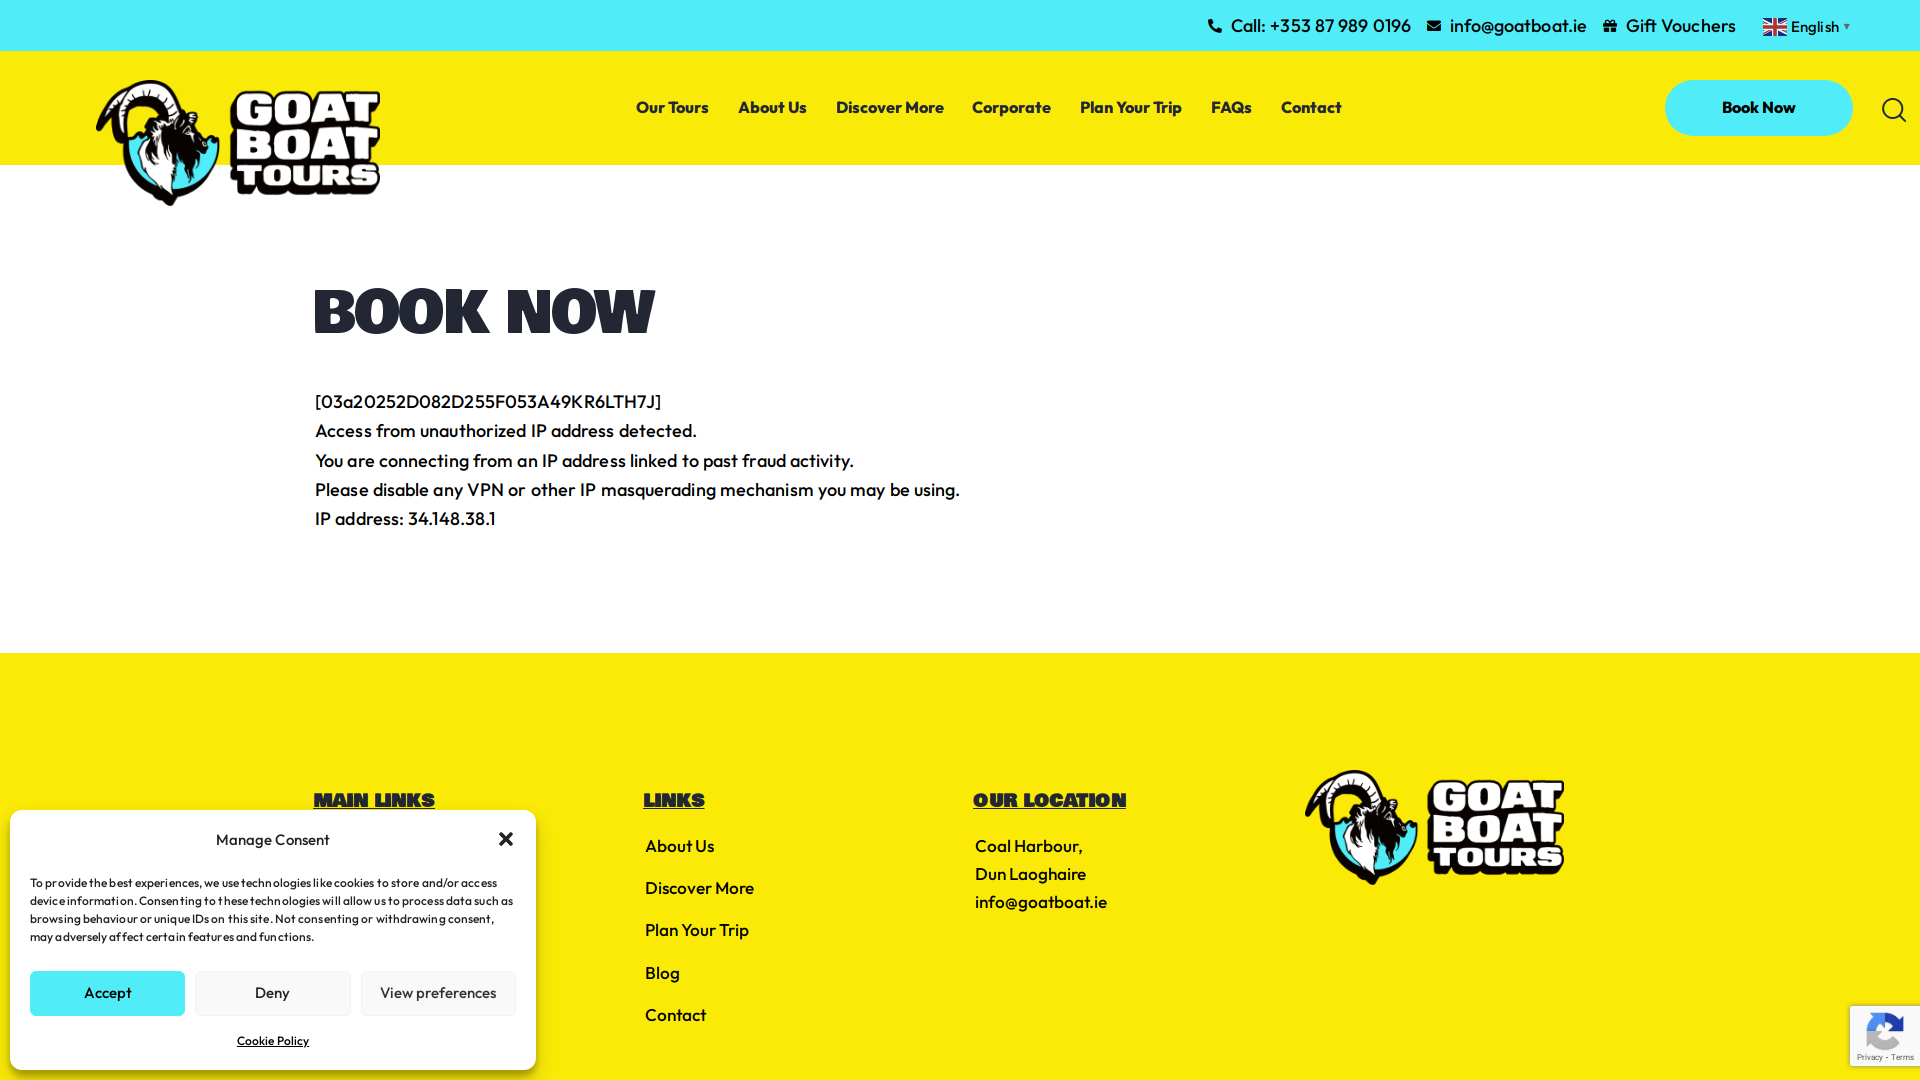 Call: +353 87 989 0196
info@goatboat.ie
Gift Vouchers
English
GOAT
BOAT
TOURS
Our Tours
About Us
Discover More
Corporate
Plan Your Trip
FAQs
Contact
Book Now
BOOK NOW
[03a20252D082D255F053A49KR6LTH7J]
Access from unauthorized IP address detected.
You are connecting from an IP address linked to past fraud activity.
Please disable any VPN or other IP masquerading mechanism you may be using.
IP address: 34.148.38.1
MAIN LINKS
LINKS
About Us
Discover More
Plan Your Trip
Blog
Contact
OUR LOCATION
Coal Harbour,
Dun Laoghaire
info@goatboat.ie
GOAT
BOAT
TOURS
Manage Consent
To provide the best experiences, we use technologies like cookies to store and/or access
device information. Consenting to these technologies will allow us to process data such as
browsing behaviour or unique IDs on this site. Not consenting or withdrawing consent,
may adversely affect certain features and functions.
Accept
Deny
View preferences
Cookie Policy
Privacy - Terms